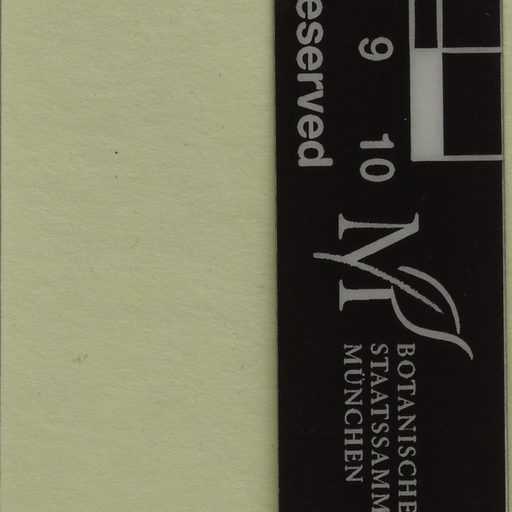 eserved
9 10
M
BOTANISCHE
STAATSSAMM
MÜNCHEN